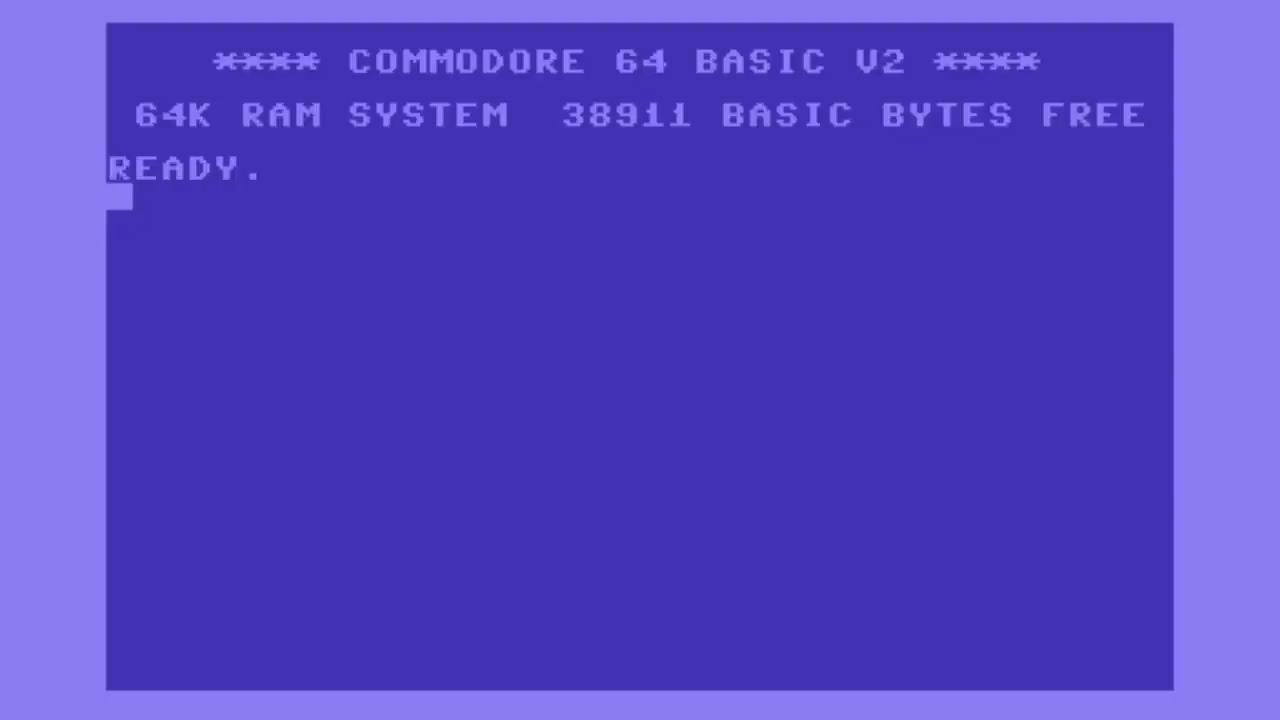 **** COMMODORE 64 BASIC V2 ****
64K RAM SYSTEM  38911 BASIC BYTES FREE
READY.